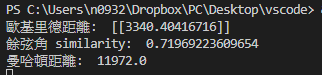 PS C:\Users\n0932\Dropbox\PC\Desktop\vscode>
歐基里德距離:  [[3340.40416716]]
餘弦角 similarity:  0.71969223609654
曼哈頓距離:  11972.0